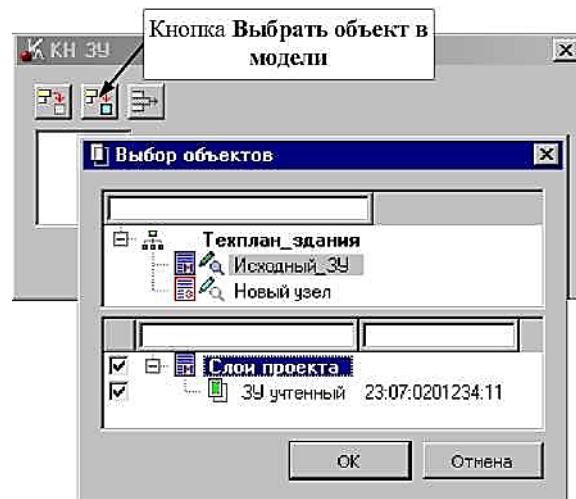 Кнопка Выбрать объект в
модели
КН ЗУ
Выбор объектов
Техплан_здания
Исходный_ЗУ
Новый узел
Слои проекта
ЗУ учтенный 23:07:0201234:11
OK
Отмена